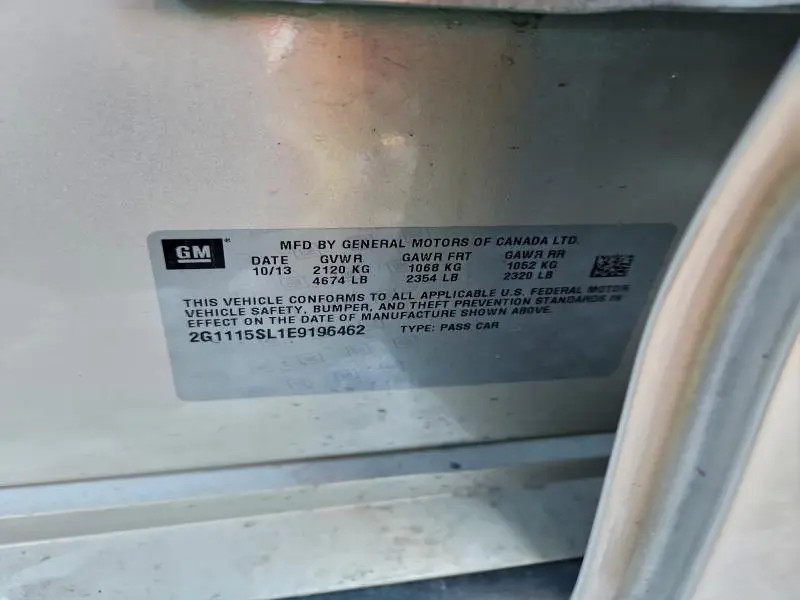 GM®
MFD BY GENERAL MOTORS OF CANADA LTD.
DATE GVWR GAWR FRT GAWR RR
10/13 2120 KG 1068 KG 1052 KG
4674 LB 2354 LB 2320 LB
THIS VEHICLE CONFORMS TO ALL APPLICABLE U.S. FEDERAL MOTOR
VEHICLE SAFETY, BUMPER, AND THEFT PREVENTION STANDARDS IN
EFFECT ON THE DATE OF MANUFACTURE SHOWN ABOVE.
2G1115SL1E9196462 TYPE: PASS CAR